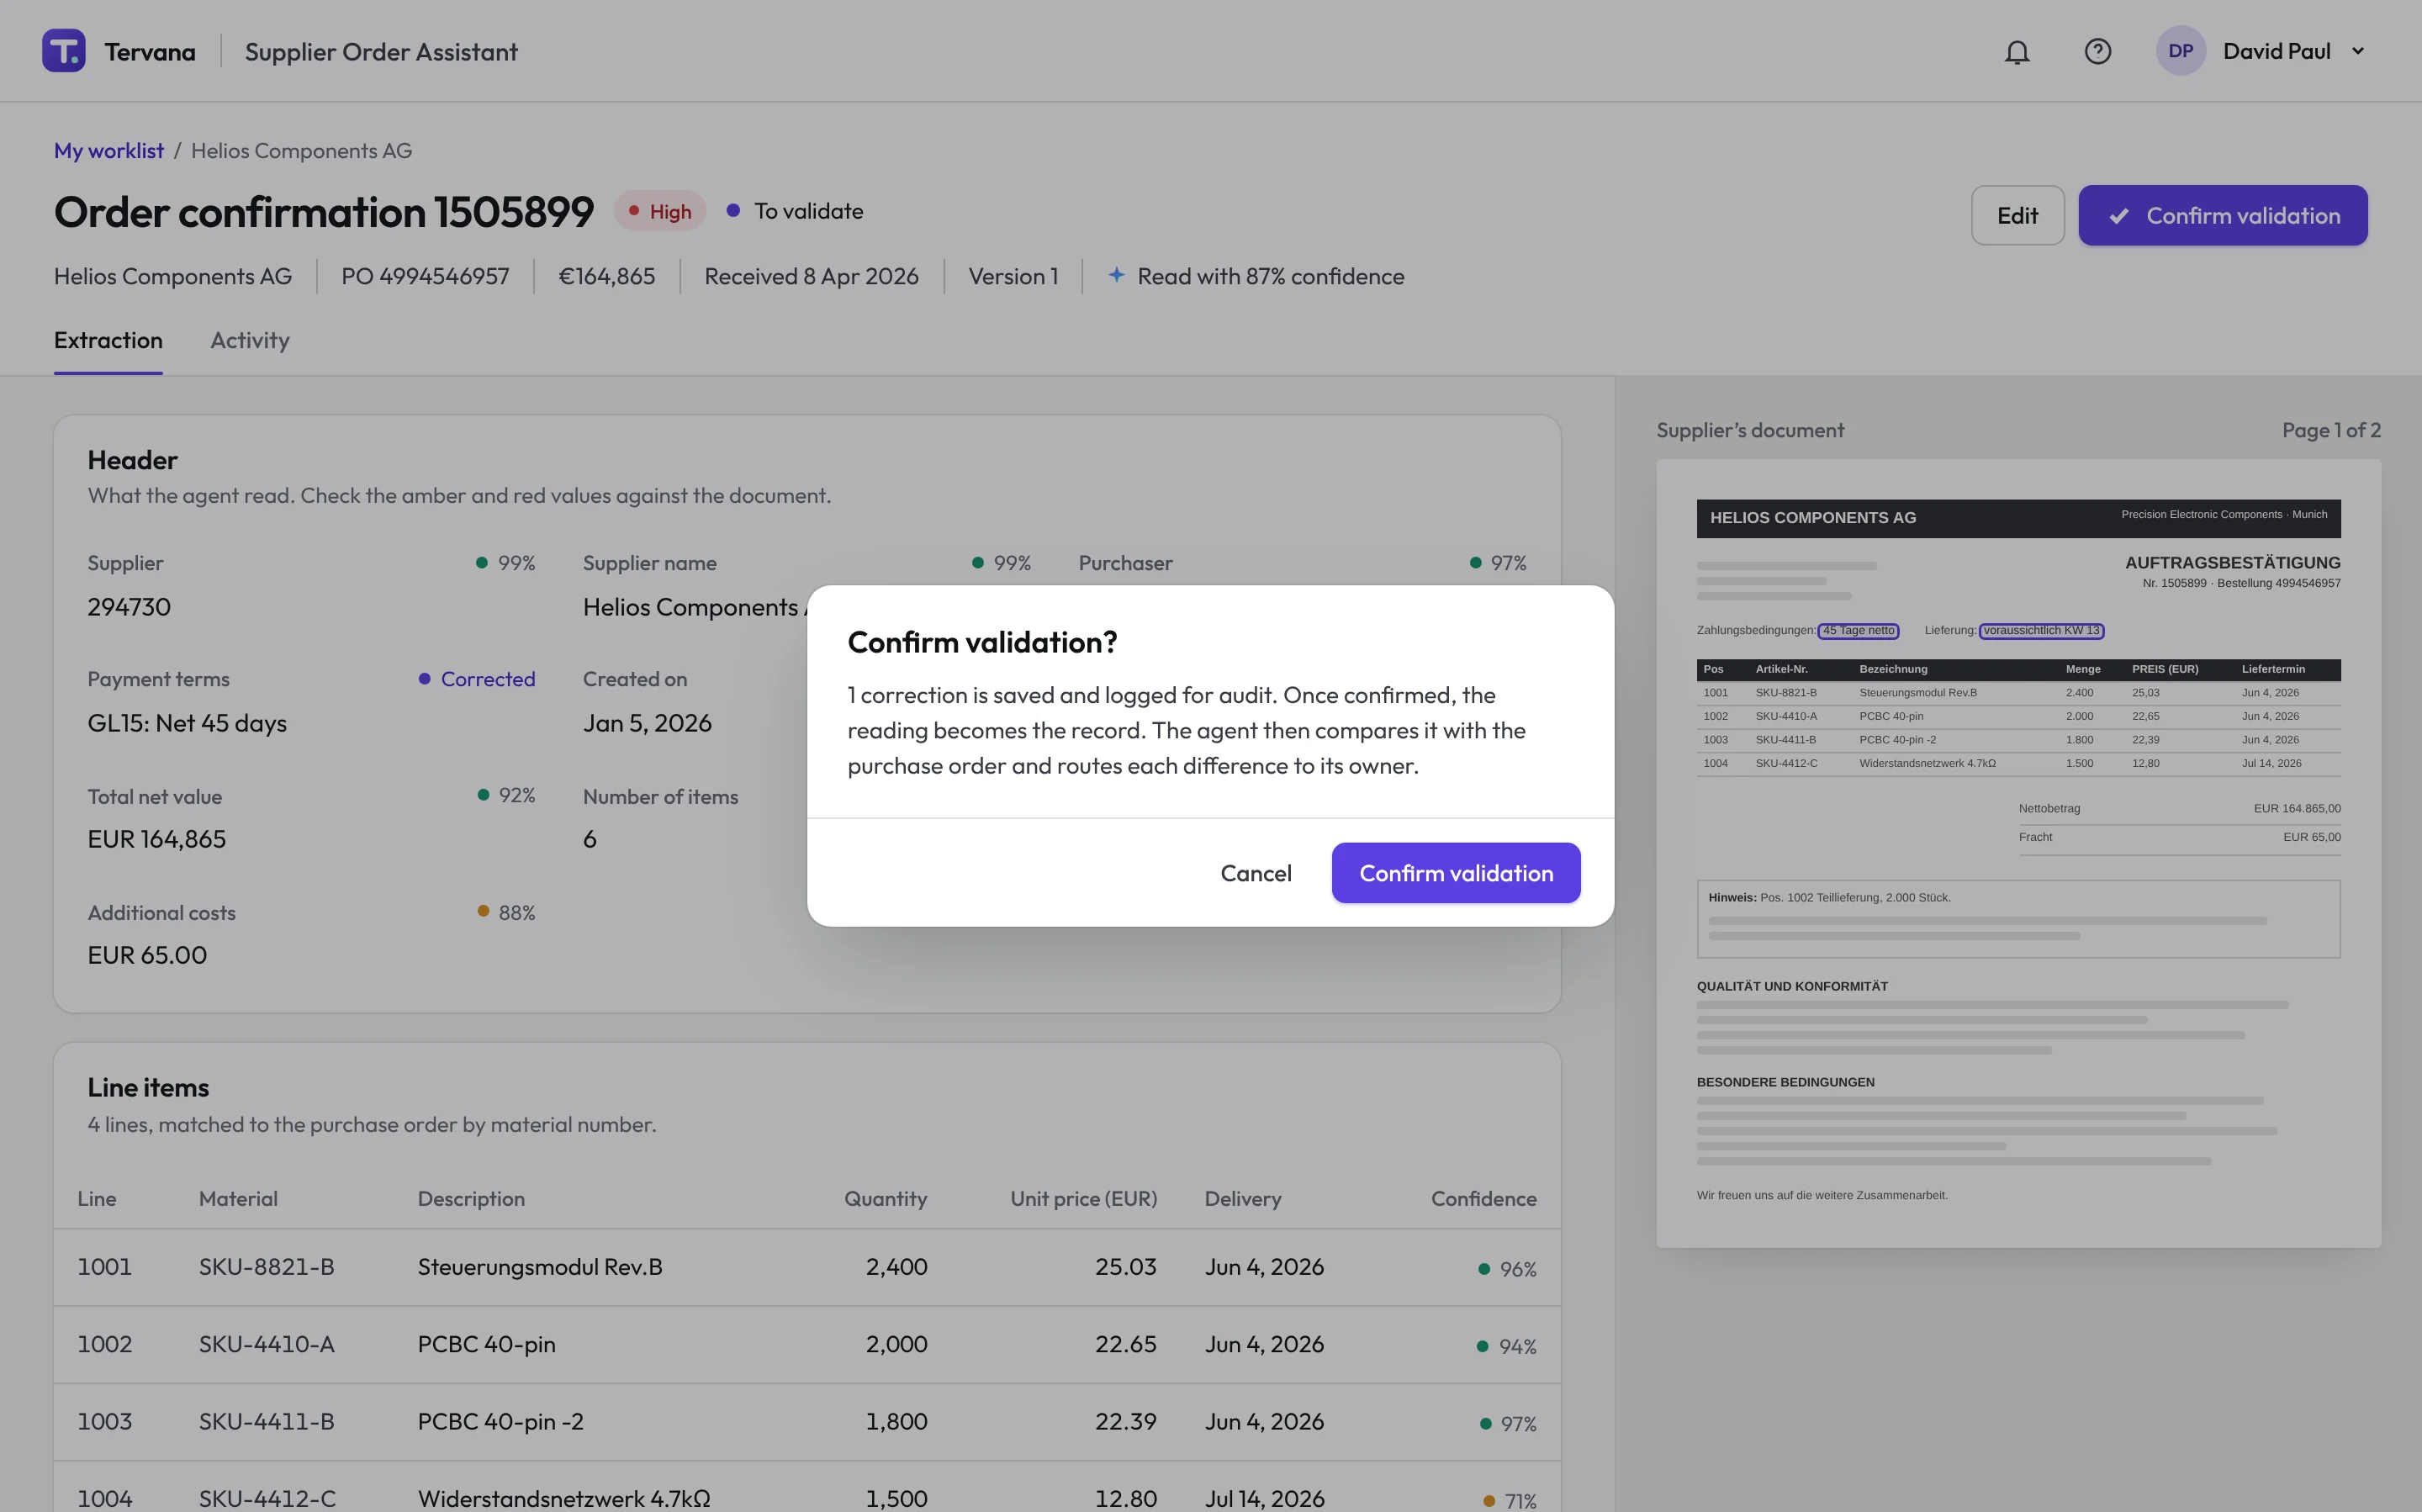 T. Tervana Supplier Order Assistant DP David Paul
My worklist / Helios Components AG
Order confirmation 1505899 High To validate Edit Confirm validation
Helios Components AG PO 4994546957 €164,865 Received 8 Apr 2026 Version 1 Read with 87% confidence
Extraction Activity
Header
What the agent read. Check the amber and red values against the document.
Supplier 99% Supplier name 99% Purchaser 97%
294730 Helios Components
Payment terms Corrected Created on
GL15: Net 45 days Jan 5, 2026
Total net value 92% Number of items
EUR 164,865 6
Additional costs 88%
EUR 65.00
Confirm validation?
1 correction is saved and logged for audit. Once confirmed, the
reading becomes the record. The agent then compares it with the
purchase order and routes each difference to its owner.
Cancel Confirm validation
Line items
4 lines, matched to the purchase order by material number.
Line Material Description Quantity Unit price (EUR) Delivery Confidence
1001 SKU-8821-B Steuerungsmodul Rev.B 2,400 25.03 Jun 4, 2026 96%
1002 SKU-4410-A PCBC 40-pin 2,000 22.65 Jun 4, 2026 94%
1003 SKU-4411-B PCBC 40-pin -2 1,800 22.39 Jun 4, 2026 97%
1004 SKU-4412-C Widerstandsnetzwerk 4.7kΩ 1,500 12.80 Jul 14, 2026 71%
Supplier’s document Page 1 of 2
HELIOS COMPONENTS AG Precision Electronic Components · Munich
AUFTRAGSBESTÄTIGUNG
Nr. 1505899 · Bestellung 4994546957
Zahlungsbedingungen: 45 Tage netto Lieferung: voraussichtlich KW 13
Pos Artikel-Nr. Bezeichnung Menge PREIS (EUR) Liefertermin
1001 SKU-8821-B Steuerungsmodul Rev.B 2.400 25,03 Jun 4, 2026
1002 SKU-4410-A PCBC 40-pin 2.000 22,65 Jun 4, 2026
1003 SKU-4411-B PCBC 40-pin -2 1.800 22,39 Jun 4, 2026
1004 SKU-4412-C Widerstandsnetzwerk 4.7kΩ 1.500 12,80 Jul 14, 2026
Nettobetrag EUR 164.865,00
Fracht EUR 65,00
Hinweis: Pos. 1002 Teillieferung, 2.000 Stück.
QUALITÄT UND KONFORMITÄT
BESONDERE BEDINGUNGEN
Wir freuen uns auf die weitere Zusammenarbeit.